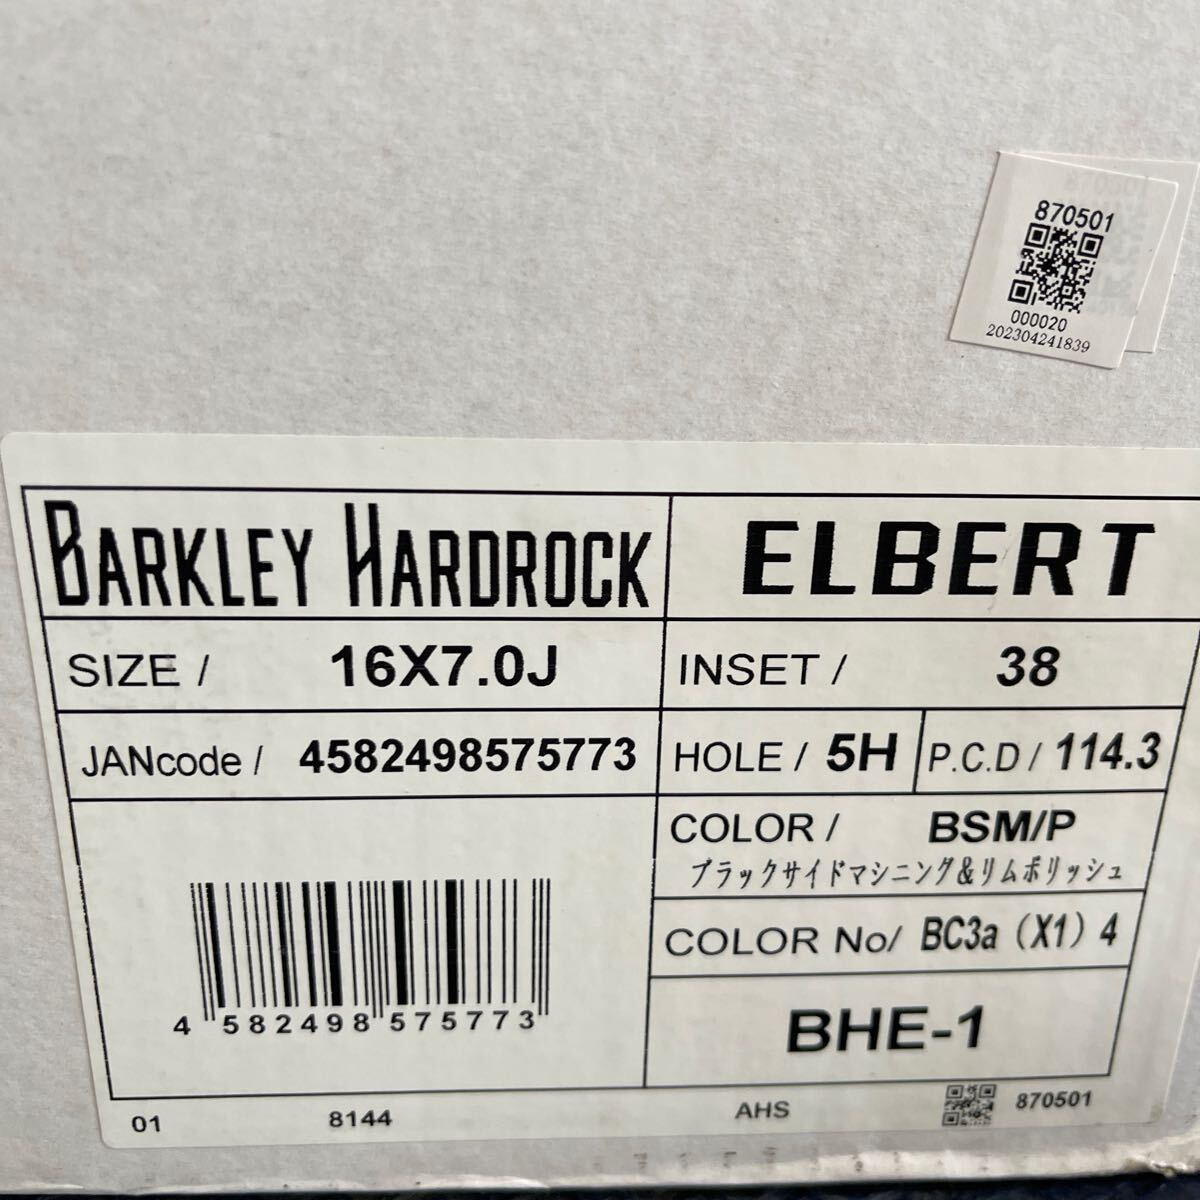 870501
000020
202304241839
BARKLEY HARDROCK
ELBERT
SIZE / 16X7.0J
INSET / 38
JANcode / 4582498575773
HOLE / 5H
P.C.D / 114.3
COLOR / BSM/P
ブラックサイドマシニング&リムポリッシュ
COLOR No/ BC3a (X1) 4
4 582498 575773
BHE-1
01
8144
AHS
870501